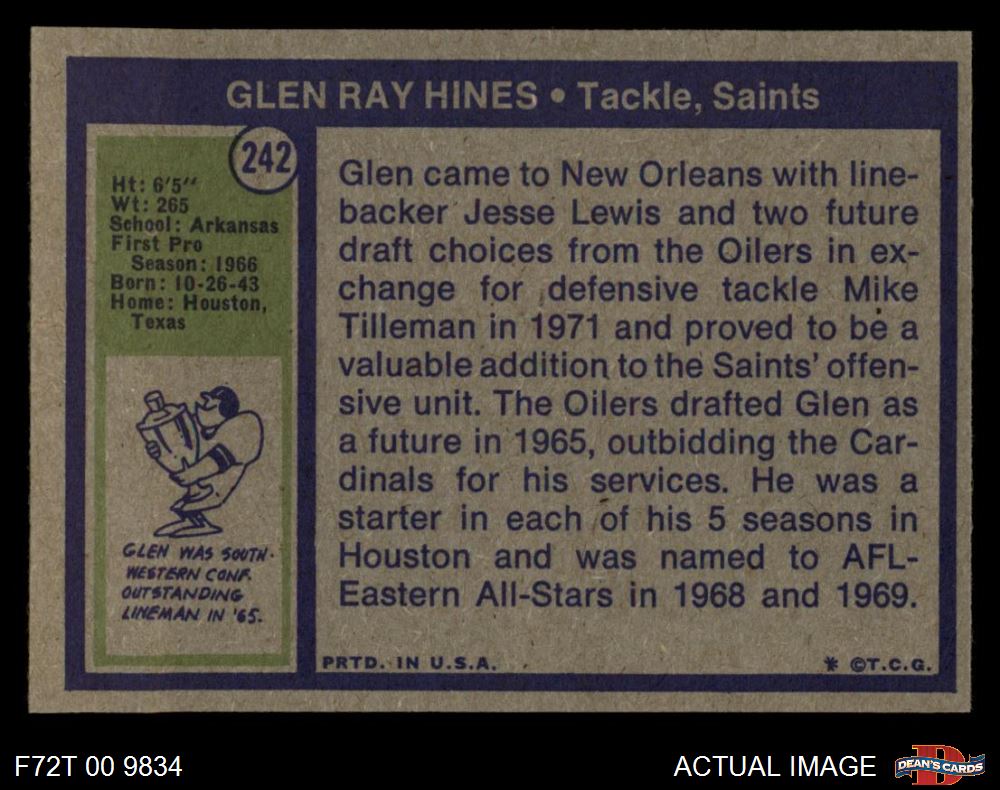 GLEN RAY HINES • Tackle, Saints
242
Ht: 6'5"
Wt: 265
School: Arkansas
First Pro
Season: 1966
Born: 10-26-43
Home: Houston,
Texas
GLEN WAS SOUTH-
WESTERN CONF.
OUTSTANDING
LINEMAN IN '65.
Glen came to New Orleans with line-
backer Jesse Lewis and two future
draft choices from the Oilers in ex-
change for defensive tackle Mike
Tilleman in 1971 and proved to be a
valuable addition to the Saints' offen-
sive unit. The Oilers drafted Glen as
a future in 1965, outbidding the Car-
dinals for his services. He was a
starter in each of his 5 seasons in
Houston and was named to AFL-
Eastern All-Stars in 1968 and 1969.
PRTD. IN U.S.A.
* ©T.C.G.
F72T 00 9834
ACTUAL IMAGE
D
DEAN'S CARDS